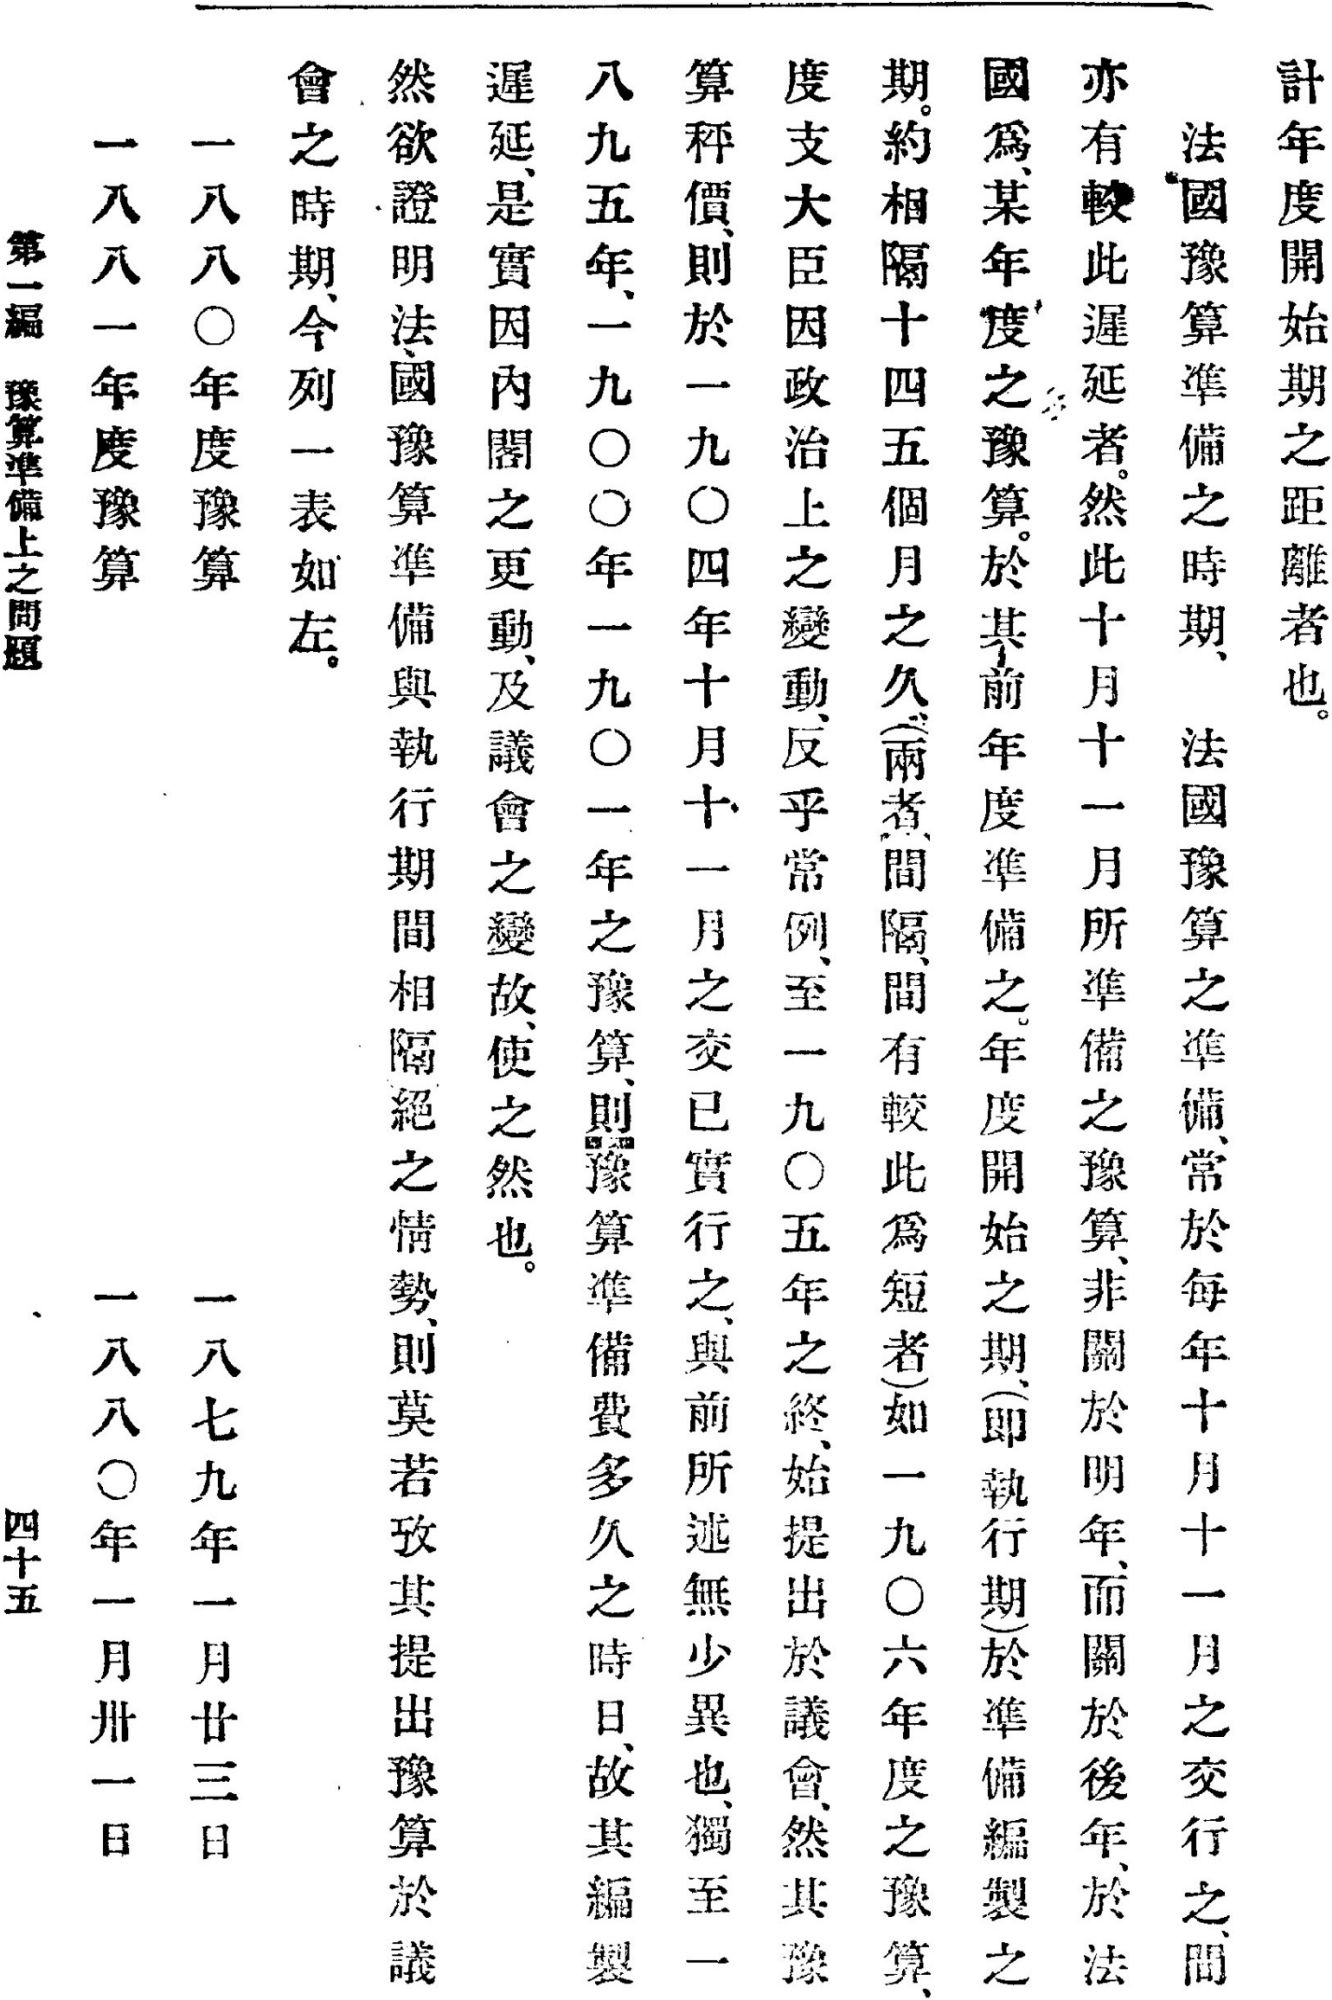 計年度開始期之距離者也。
法國豫算準備之時期、　法國豫算之準備、常於每年十月十一月之交行之、間
亦有較此遲延者。然此十月十一月所準備之豫算、非關於明年、而關於後年、於法
國爲、某年度之豫算。於其前年度準備之。年度開始之期、(即執行期)於準備編製之
期。約相隔十四五個月之久、(兩者、間隔、間有較此爲短者)如一九〇六年度之豫算、
度支大臣因政治上之變動、反乎常例、至一九〇五年之終、始提出於議會、然其豫
算秤價、則於一九〇四年十月十一月之交已實行之、與前所述無少異也、獨至一
八九五年、一九〇〇年一九〇一年之豫算、則豫算準備費多久之時日、故其編製
遲延、是實因內閣之更動、及議會之變故、使之然也。
然欲證明法、國豫算準備與執行期間相隔絕之情勢、則莫若攷其提出豫算於議
會之時期、今列一表如左。
一八八〇年度豫算　一八七九年一月廿三日
一八八一年度豫算　一八八〇年一月卅一日
第一編　豫算準備上之問題　四十五